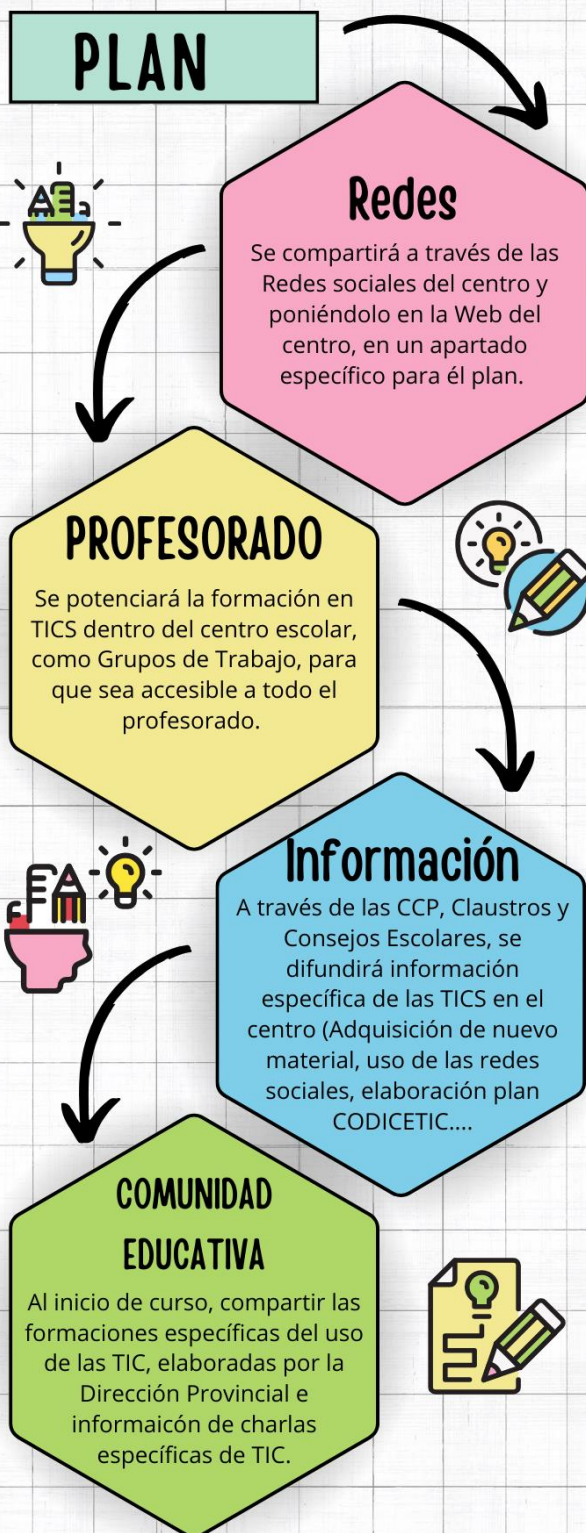 PLAN
Redes
Se compartirá a través de las
Redes sociales del centro y
poniéndolo en la Web del
centro, en un apartado
específico para él plan.
PROFESORADO
Se potenciará la formación en
TICS dentro del centro escolar,
como Grupos de Trabajo, para
que sea accesible a todo el
profesorado.
Información
A través de las CCP, Claustros y
Consejos Escolares, se
difundirá información
específica de las TICS en el
centro (Adquisición de nuevo
material, uso de las redes
sociales, elaboración plan
CODICETIC....
COMUNIDAD
EDUCATIVA
Al inicio de curso, compartir las
formaciones específicas del uso
de las TIC, elaboradas por la
Dirección Provincial e
informaicón de charlas
específicas de TIC.